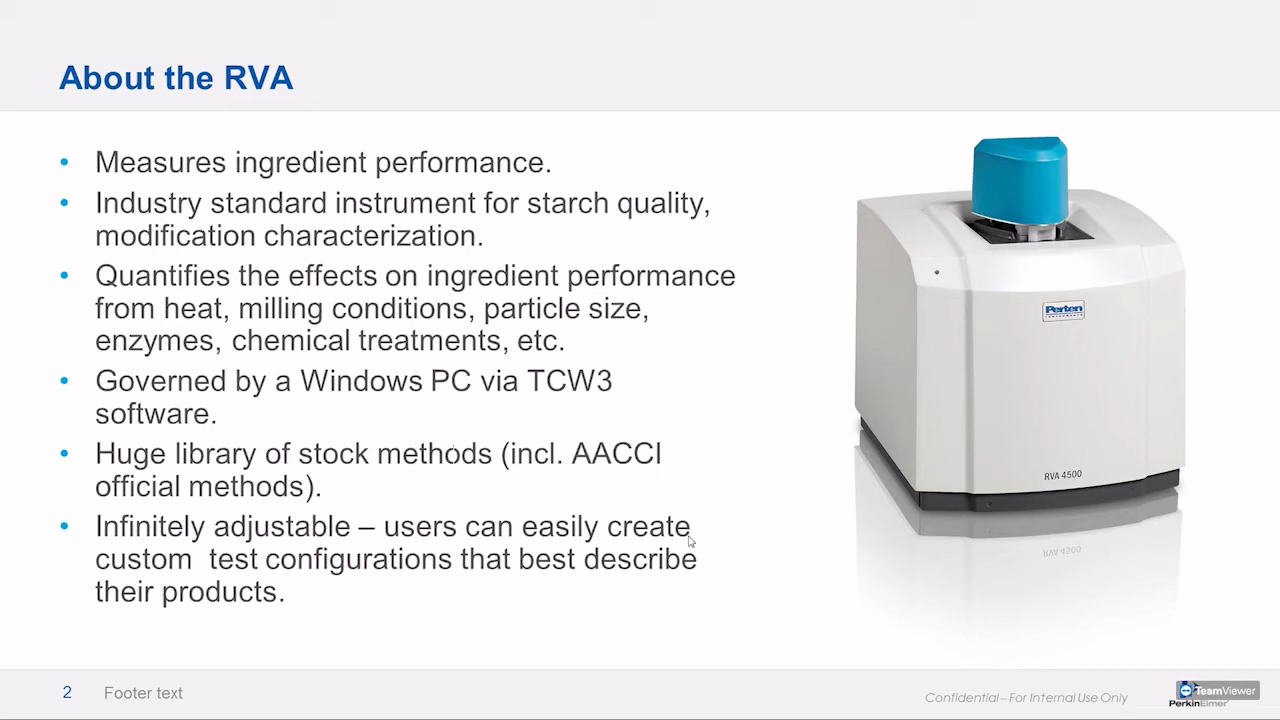 About the RVA
• Measures ingredient performance.
• Industry standard instrument for starch quality,
modification characterization.
• Quantifies the effects on ingredient performance
from heat, milling conditions, particle size,
enzymes, chemical treatments, etc.
• Governed by a Windows PC via TCW3
software.
• Huge library of stock methods (incl. AACCI
official methods).
• Infinitely adjustable – users can easily create
custom  test configurations that best describe
their products.
Perten
INSTRUMENTS
RVA 4500
RVA 4500
2
Footer text
Confidential – For Internal Use Only
TeamViewer
PerkinElmer